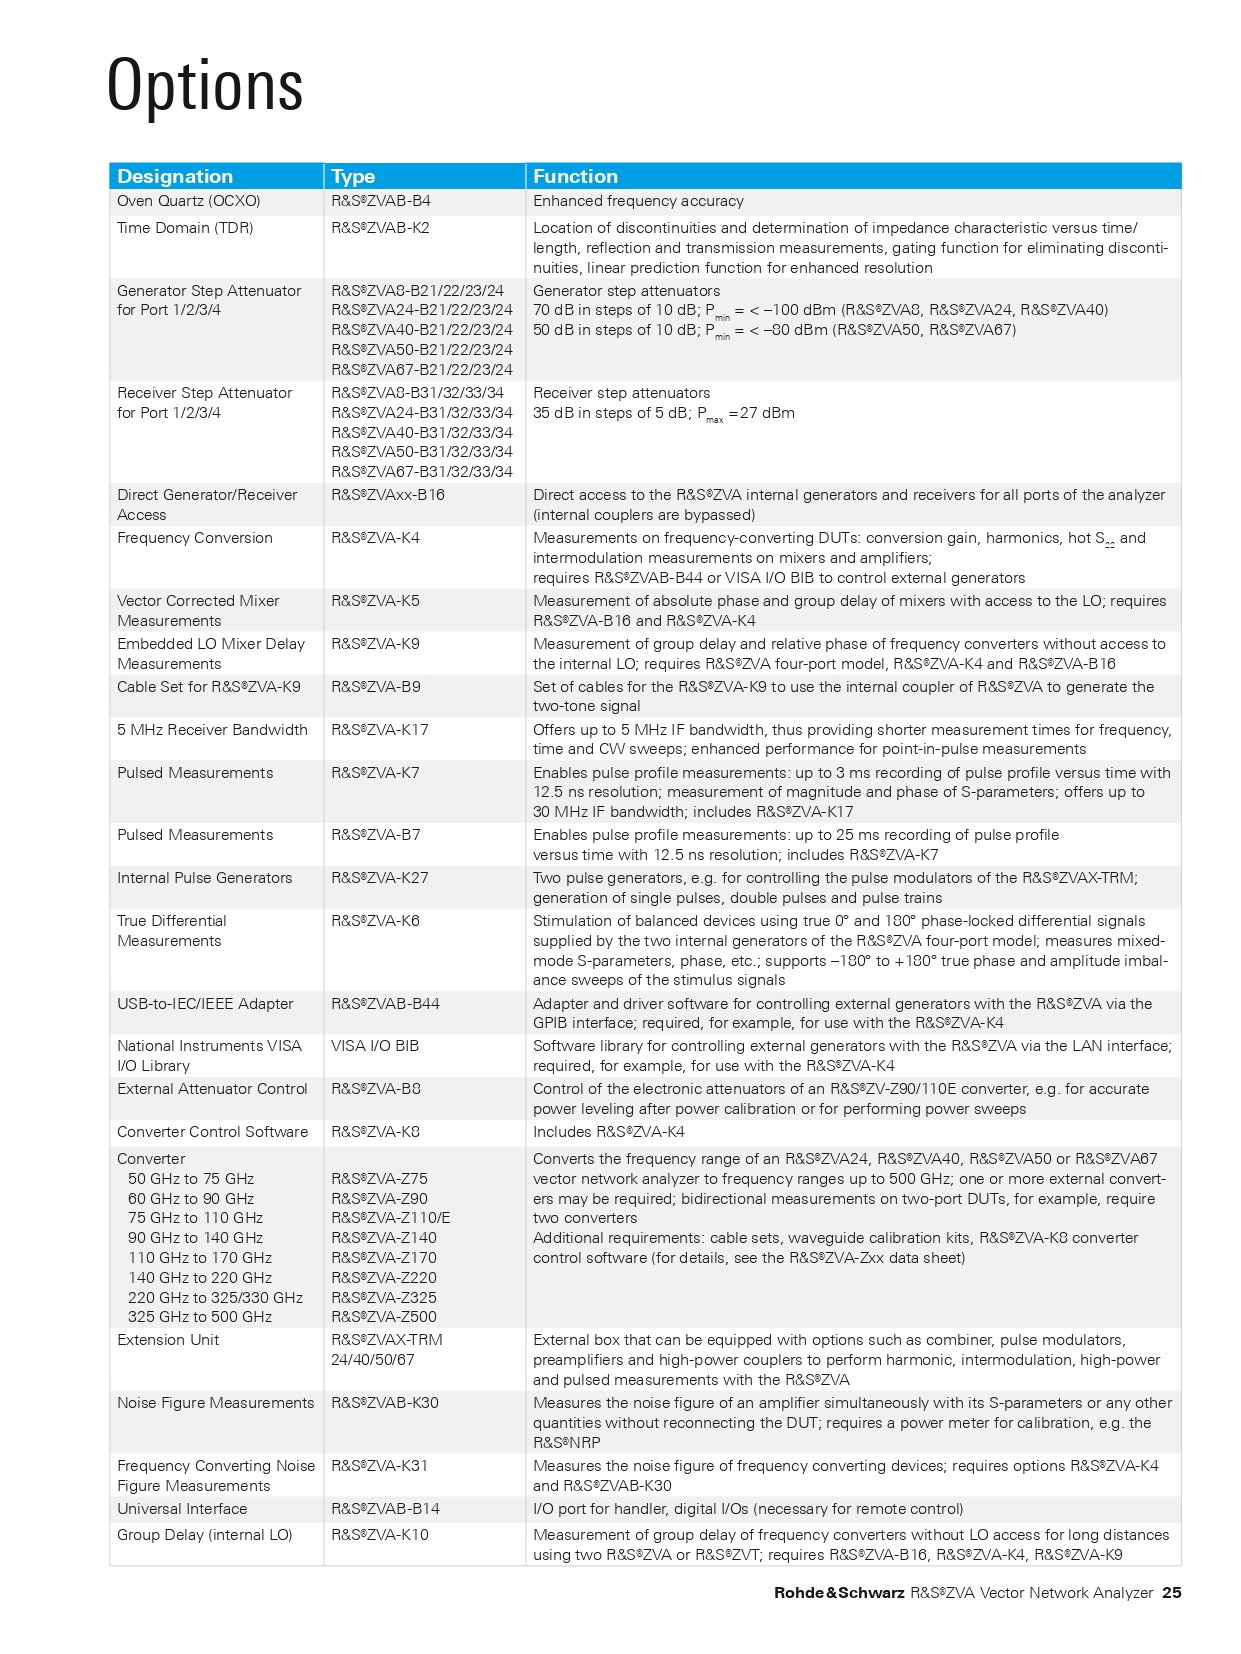 Options
Designation Type Function
Oven Quartz (OCXO) R&S®ZVAB-B4 Enhanced frequency accuracy
Time Domain (TDR) R&S®ZVAB-K2 Location of discontinuities and determination of impedance characteristic versus time/
length, reflection and transmission measurements, gating function for eliminating disconti-
nuities, linear prediction function for enhanced resolution
Generator Step Attenuator R&S®ZVA8-B21/22/23/24 Generator step attenuators
for Port 1/2/3/4 R&S®ZVA24-B21/22/23/24 70 dB in steps of 10 dB; Pmin = < –100 dBm (R&S®ZVA8, R&S®ZVA24, R&S®ZVA40)
R&S®ZVA40-B21/22/23/24 50 dB in steps of 10 dB; Pmin = < –80 dBm (R&S®ZVA50, R&S®ZVA67)
R&S®ZVA50-B21/22/23/24
R&S®ZVA67-B21/22/23/24
Receiver Step Attenuator R&S®ZVA8-B31/32/33/34 Receiver step attenuators
for Port 1/2/3/4 R&S®ZVA24-B31/32/33/34 35 dB in steps of 5 dB; Pmax = 27 dBm
R&S®ZVA40-B31/32/33/34
R&S®ZVA50-B31/32/33/34
R&S®ZVA67-B31/32/33/34
Direct Generator/Receiver R&S®ZVAxx-B16 Direct access to the R&S®ZVA internal generators and receivers for all ports of the analyzer
Access (internal couplers are bypassed)
Frequency Conversion R&S®ZVA-K4 Measurements on frequency-converting DUTs: conversion gain, harmonics, hot S22 and
intermodulation measurements on mixers and amplifiers;
requires R&S®ZVAB-B44 or VISA I/O BIB to control external generators
Vector Corrected Mixer R&S®ZVA-K5 Measurement of absolute phase and group delay of mixers with access to the LO; requires
Measurements R&S®ZVA-B16 and R&S®ZVA-K4
Embedded LO Mixer Delay R&S®ZVA-K9 Measurement of group delay and relative phase of frequency converters without access to
Measurements the internal LO; requires R&S®ZVA four-port model, R&S®ZVA-K4 and R&S®ZVA-B16
Cable Set for R&S®ZVA-K9 R&S®ZVA-B9 Set of cables for the R&S®ZVA-K9 to use the internal coupler of R&S®ZVA to generate the
two-tone signal
5 MHz Receiver Bandwidth R&S®ZVA-K17 Offers up to 5 MHz IF bandwidth, thus providing shorter measurement times for frequency,
time and CW sweeps; enhanced performance for point-in-pulse measurements
Pulsed Measurements R&S®ZVA-K7 Enables pulse profile measurements: up to 3 ms recording of pulse profile versus time with
12.5 ns resolution; measurement of magnitude and phase of S-parameters; offers up to
30 MHz IF bandwidth; includes R&S®ZVA-K17
Pulsed Measurements R&S®ZVA-B7 Enables pulse profile measurements: up to 25 ms recording of pulse profile
versus time with 12.5 ns resolution; includes R&S®ZVA-K7
Internal Pulse Generators R&S®ZVA-K27 Two pulse generators, e.g. for controlling the pulse modulators of the R&S®ZVAX-TRM;
generation of single pulses, double pulses and pulse trains
True Differential R&S®ZVA-K6 Stimulation of balanced devices using true 0° and 180° phase-locked differential signals
Measurements supplied by the two internal generators of the R&S®ZVA four-port model; measures mixed-
mode S-parameters, phase, etc.; supports –180° to +180° true phase and amplitude imbal-
ance sweeps of the stimulus signals
USB-to-IEC/IEEE Adapter R&S®ZVAB-B44 Adapter and driver software for controlling external generators with the R&S®ZVA via the
GPIB interface; required, for example, for use with the R&S®ZVA-K4
National Instruments VISA VISA I/O BIB Software library for controlling external generators with the R&S®ZVA via the LAN interface;
I/O Library required, for example, for use with the R&S®ZVA-K4
External Attenuator Control R&S®ZVA-B8 Control of the electronic attenuators of an R&S®ZV-Z90/110E converter, e.g. for accurate
power leveling after power calibration or for performing power sweeps
Converter Control Software R&S®ZVA-K8 Includes R&S®ZVA-K4
Converter Converts the frequency range of an R&S®ZVA24, R&S®ZVA40, R&S®ZVA50 or R&S®ZVA67
50 GHz to 75 GHz R&S®ZVA-Z75 vector network analyzer to frequency ranges up to 500 GHz; one or more external convert-
60 GHz to 90 GHz R&S®ZVA-Z90 ers may be required; bidirectional measurements on two-port DUTs, for example, require
75 GHz to 110 GHz R&S®ZVA-Z110/E two converters
90 GHz to 140 GHz R&S®ZVA-Z140 Additional requirements: cable sets, waveguide calibration kits, R&S®ZVA-K8 converter
110 GHz to 170 GHz R&S®ZVA-Z170 control software (for details, see the R&S®ZVA-Zxx data sheet)
140 GHz to 220 GHz R&S®ZVA-Z220
220 GHz to 325/330 GHz R&S®ZVA-Z325
325 GHz to 500 GHz R&S®ZVA-Z500
Extension Unit R&S®ZVAX-TRM External box that can be equipped with options such as combiner, pulse modulators,
24/40/50/67 preamplifiers and high-power couplers to perform harmonic, intermodulation, high-power
and pulsed measurements with the R&S®ZVA
Noise Figure Measurements R&S®ZVAB-K30 Measures the noise figure of an amplifier simultaneously with its S-parameters or any other
quantities without reconnecting the DUT; requires a power meter for calibration, e.g. the
R&S®NRP
Frequency Converting Noise R&S®ZVA-K31 Measures the noise figure of frequency converting devices; requires options R&S®ZVA-K4
Figure Measurements and R&S®ZVAB-K30
Universal Interface R&S®ZVAB-B14 I/O port for handler, digital I/Os (necessary for remote control)
Group Delay (internal LO) R&S®ZVA-K10 Measurement of group delay of frequency converters without LO access for long distances
using two R&S®ZVA or R&S®ZVT; requires R&S®ZVA-B16, R&S®ZVA-K4, R&S®ZVA-K9
Rohde&Schwarz R&S®ZVA Vector Network Analyzer 25